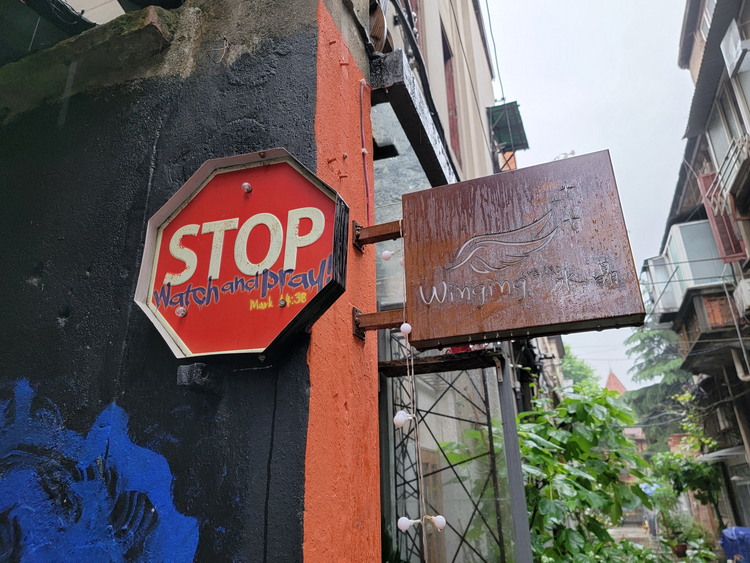 STOP
Watch and pray!
Mark 14:38
Winging